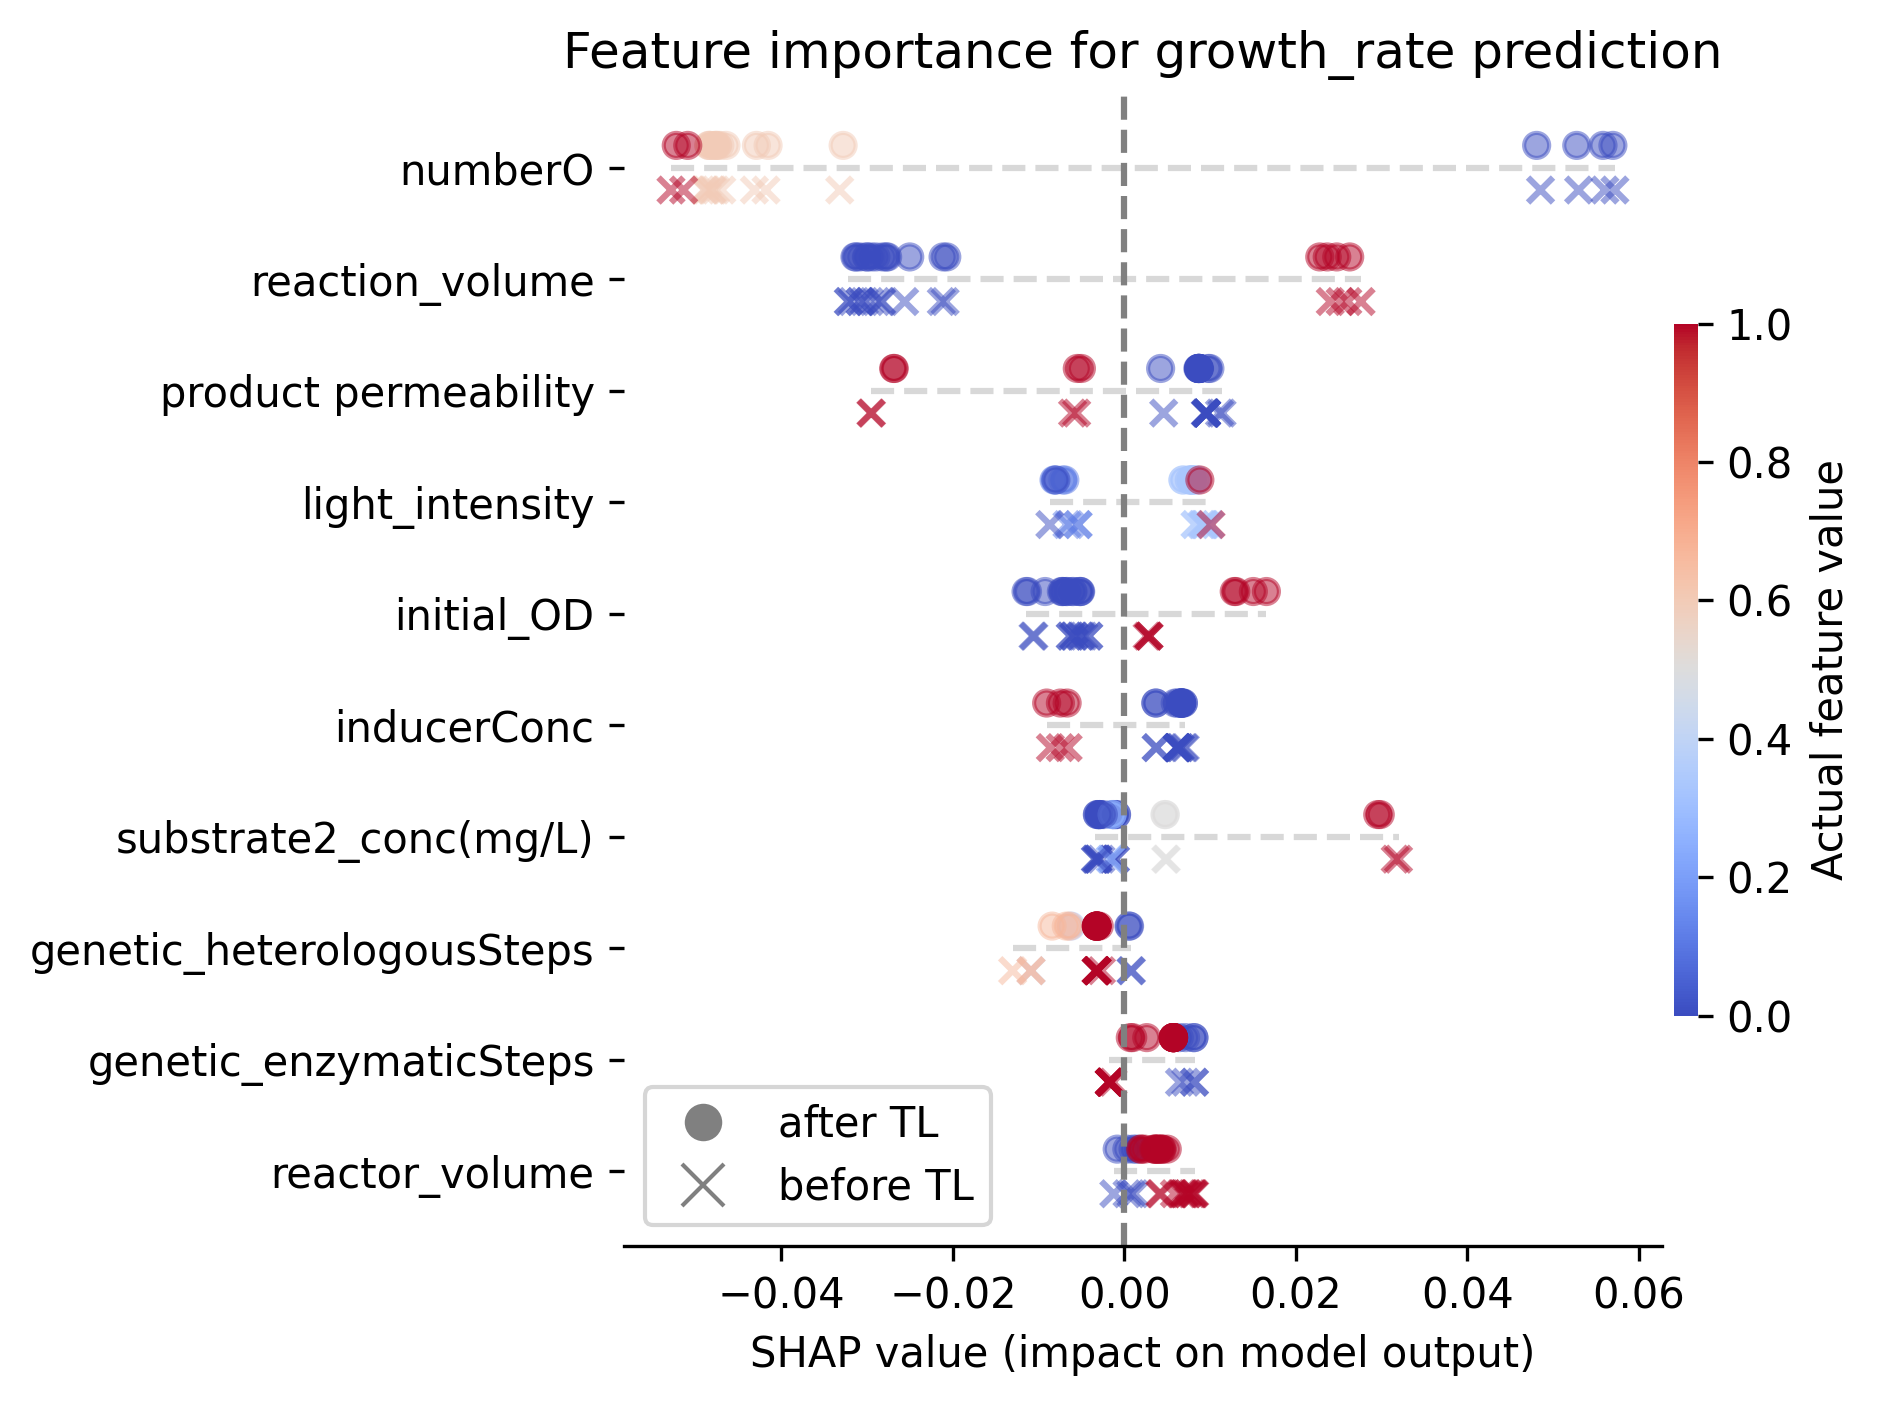 Feature importance for growth_rate prediction
numberO
reaction_volume
product permeability
light_intensity
initial_OD
inducerConc
substrate2_conc(mg/L)
genetic_heterologousSteps
genetic_enzymaticSteps
reactor_volume
after TL
before TL
−0.04 −0.02 0.00 0.02 0.04 0.06
SHAP value (impact on model output)
1.0
0.8
0.6
0.4
0.2
0.0
Actual feature value